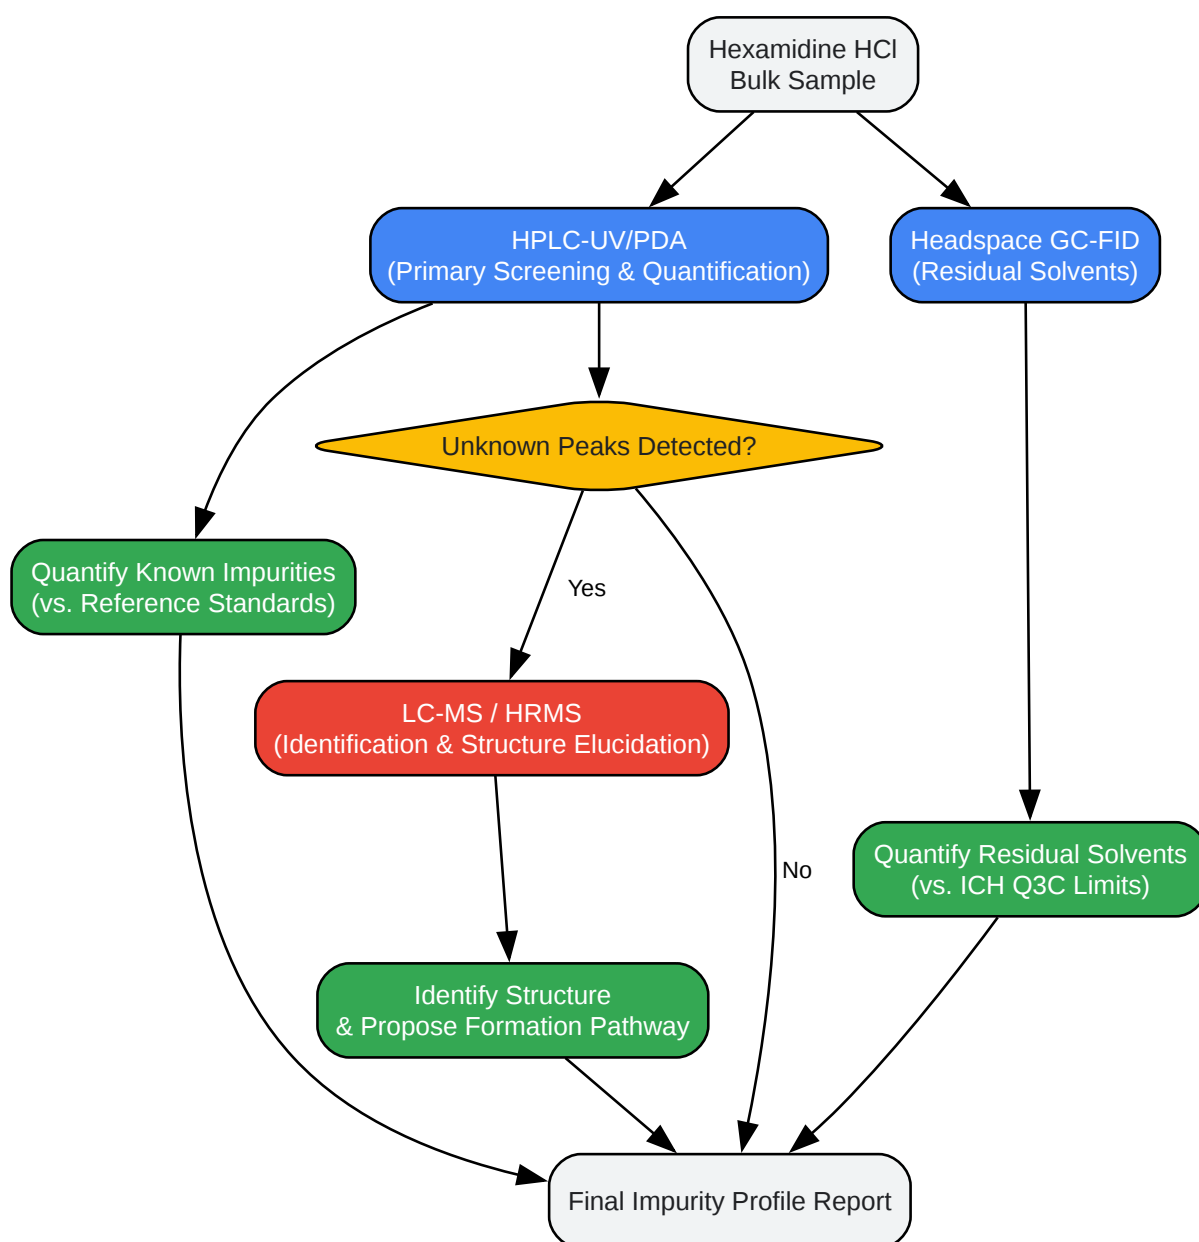 Hexamidine HCl
Bulk Sample
HPLC-UV/PDA
(Primary Screening & Quantification)
Headspace GC-FID
(Residual Solvents)
Unknown Peaks Detected?
Quantify Known Impurities
(vs. Reference Standards)
Yes
LC-MS / HRMS
(Identification & Structure Elucidation)
No
Quantify Residual Solvents
(vs. ICH Q3C Limits)
Identify Structure
& Propose Formation Pathway
Final Impurity Profile Report